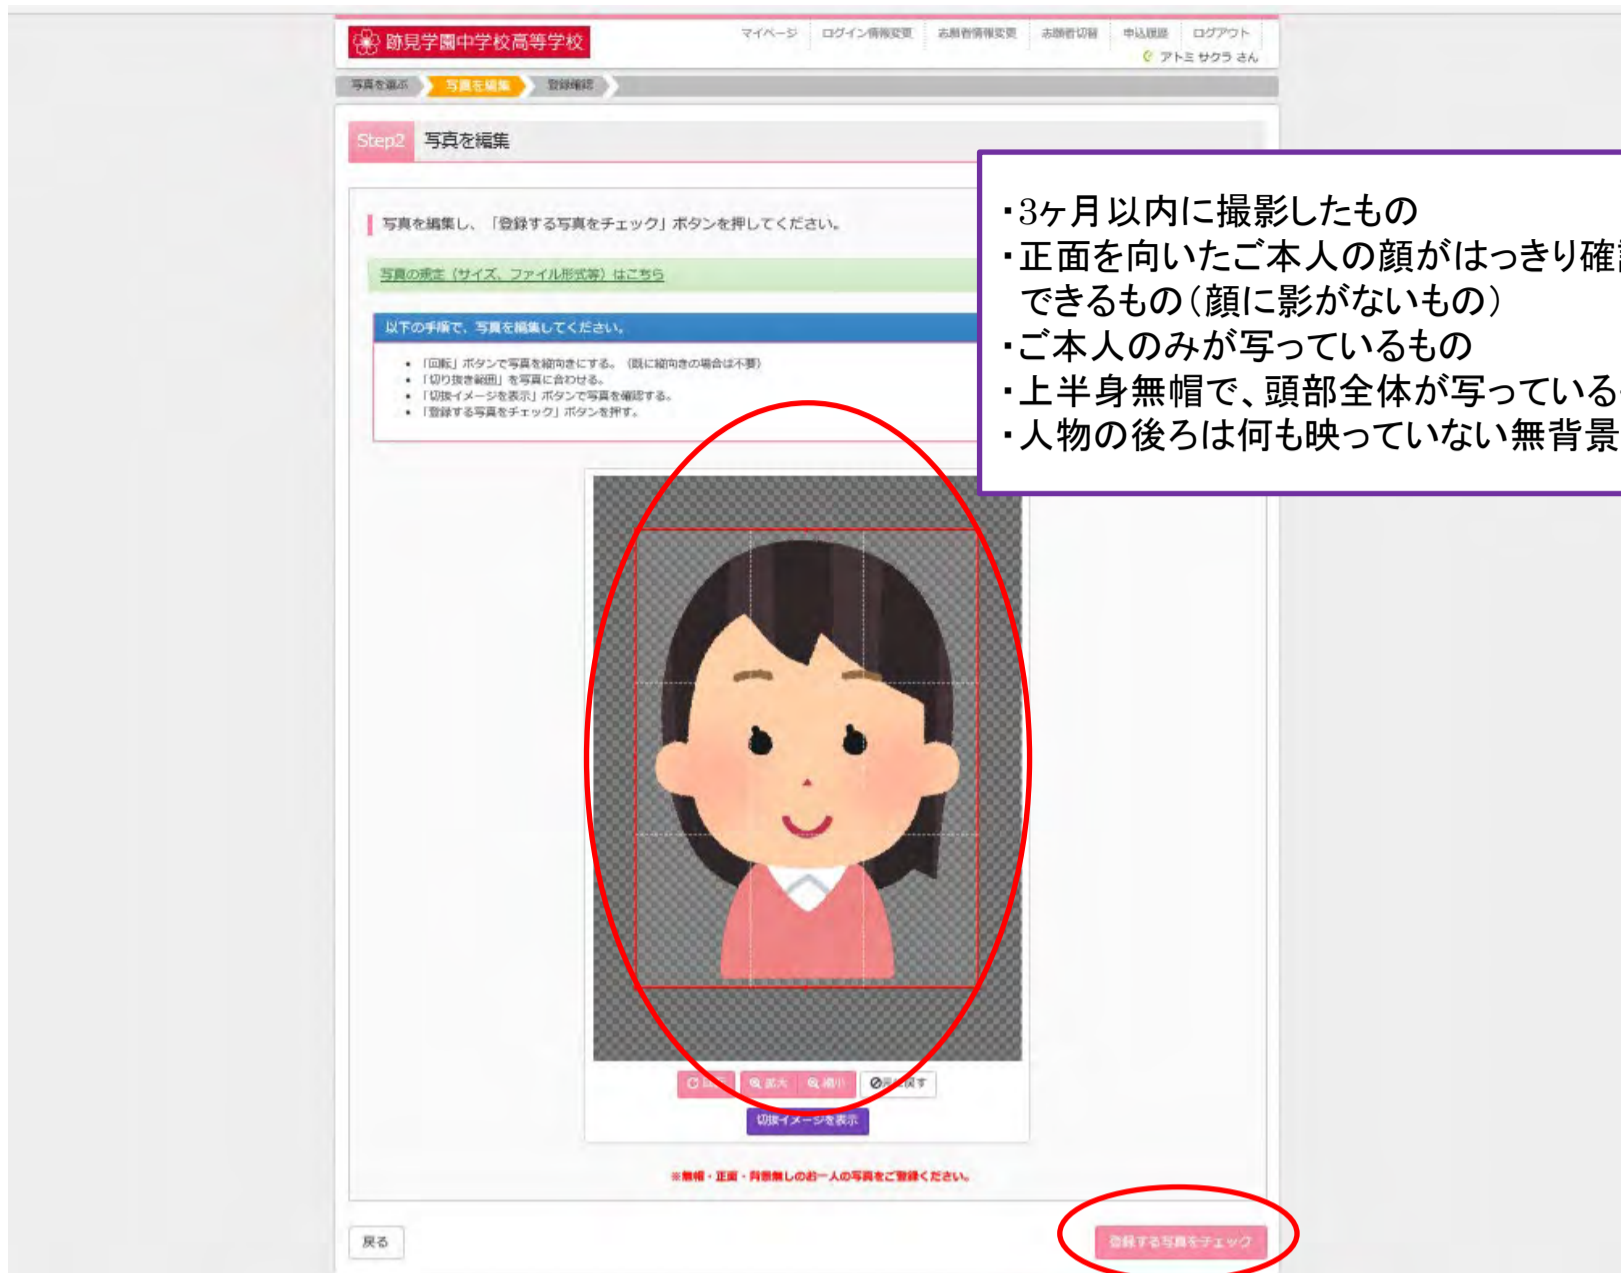 跡見学園中学校高等学校
マイページ ログイン情報変更 志願者情報変更 志願者切替 申込履歴 ログアウト
アトミ サクラ さん
写真を選ぶ 写真を編集 登録確認
Step2 写真を編集
写真を編集し、「登録する写真をチェック」ボタンを押してください。
写真の規定（サイズ、ファイル形式等）はこちら
以下の手順で、写真を編集してください。
• 「回転」ボタンで写真を縦向きにする。（既に縦向きの場合は不要）
• 「切り抜き範囲」を写真に合わせる。
• 「切抜イメージを表示」ボタンで写真を確認する。
• 「登録する写真をチェック」ボタンを押す。
・3ヶ月以内に撮影したもの
・正面を向いたご本人の顔がはっきり確
できるもの（顔に影がないもの）
・ご本人のみが写っているもの
・上半身無帽で、頭部全体が写っている
・人物の後ろは何も映っていない無背景
拡大 縮小 元に戻す
切抜イメージを表示
※無帽・正面・背景無しのお一人の写真をご登録ください。
戻る
登録する写真をチェック